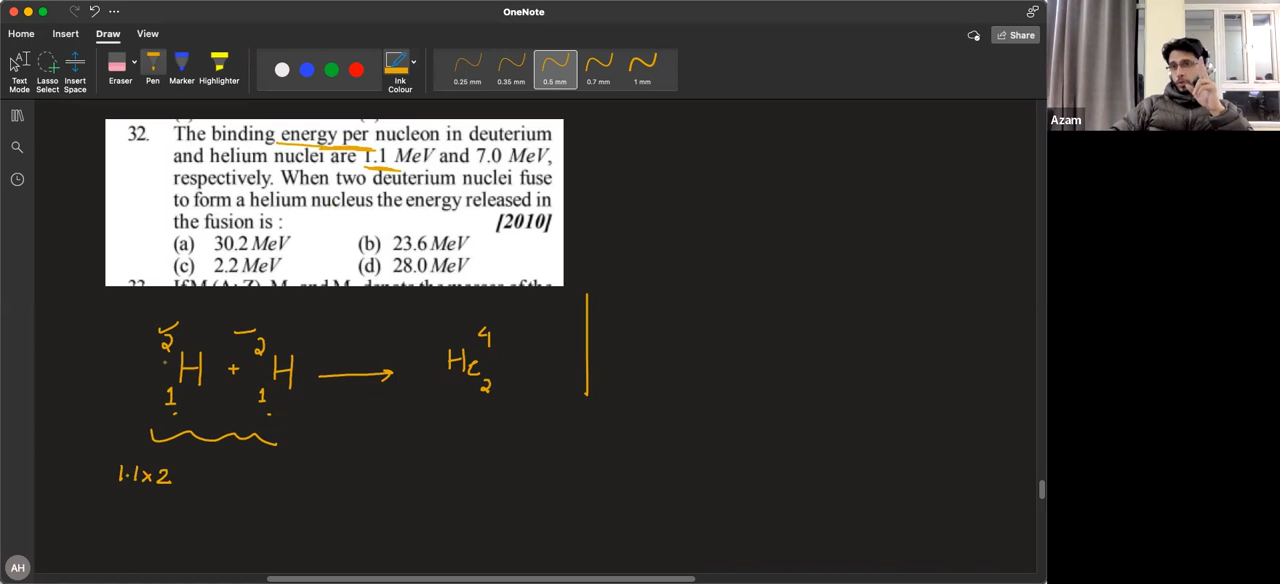 OneNote
Home Insert Draw View
Share
Text Mode
Lasso Select
Insert Space
Eraser
Pen
Marker
Highlighter
Ink Colour
0.25 mm
0.35 mm
0.5 mm
0.7 mm
1 mm
Azam
32. The binding energy per nucleon in deuterium
and helium nuclei are 1.1 MeV and 7.0 MeV,
respectively. When two deuterium nuclei fuse
to form a helium nucleus the energy released in
the fusion is : [2010]
(a) 30.2 MeV (b) 23.6 MeV
(c) 2.2 MeV (d) 28.0 MeV
2 2 4
H + H → He
1 1 2
1.1 × 2
AH